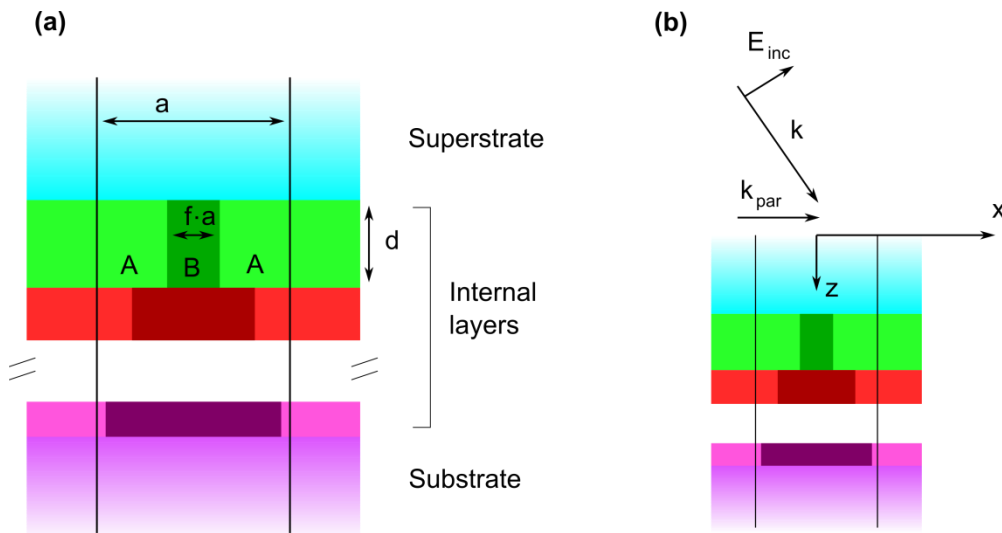 (a)
a
Superstrate
f·a
d
A
B
A
Internal
layers
Substrate
(b)
E inc
k
k par
x
z